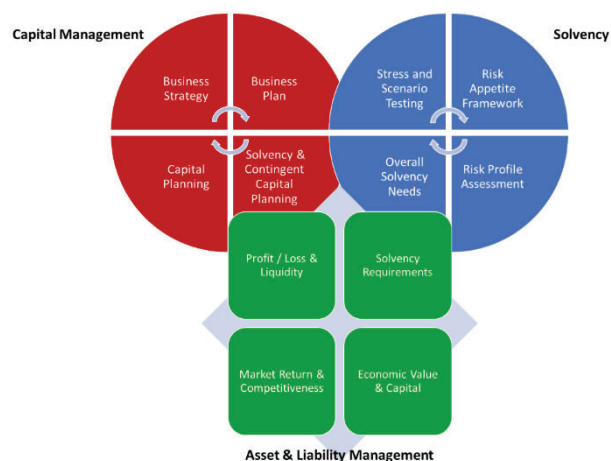 Capital Management
Solvency
Business
Strategy
Business
Plan
Capital
Planning
Solvency &
Contingent
Capital
Planning
Stress and
Scenario
Testing
Risk
Appetite
Framework
Overall
Solvency
Needs
Risk Profile
Assessment
Profit / Loss &
Liquidity
Solvency
Requirements
Market Return &
Competitiveness
Economic Value
& Capital
Asset & Liability Management